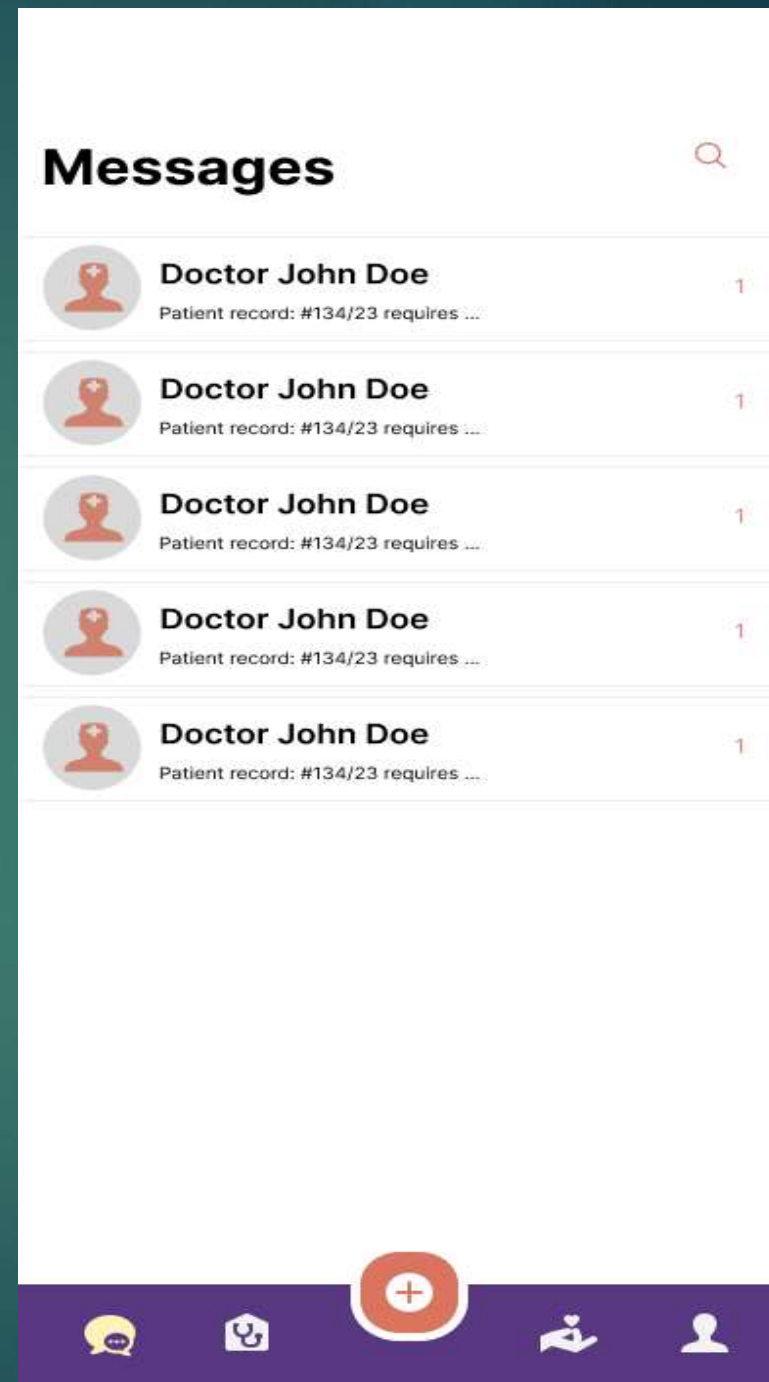 Messages
Doctor John Doe
Patient record: #134/23 requires ...
1
Doctor John Doe
Patient record: #134/23 requires ...
1
Doctor John Doe
Patient record: #134/23 requires ...
1
Doctor John Doe
Patient record: #134/23 requires ...
1
Doctor John Doe
Patient record: #134/23 requires ...
1